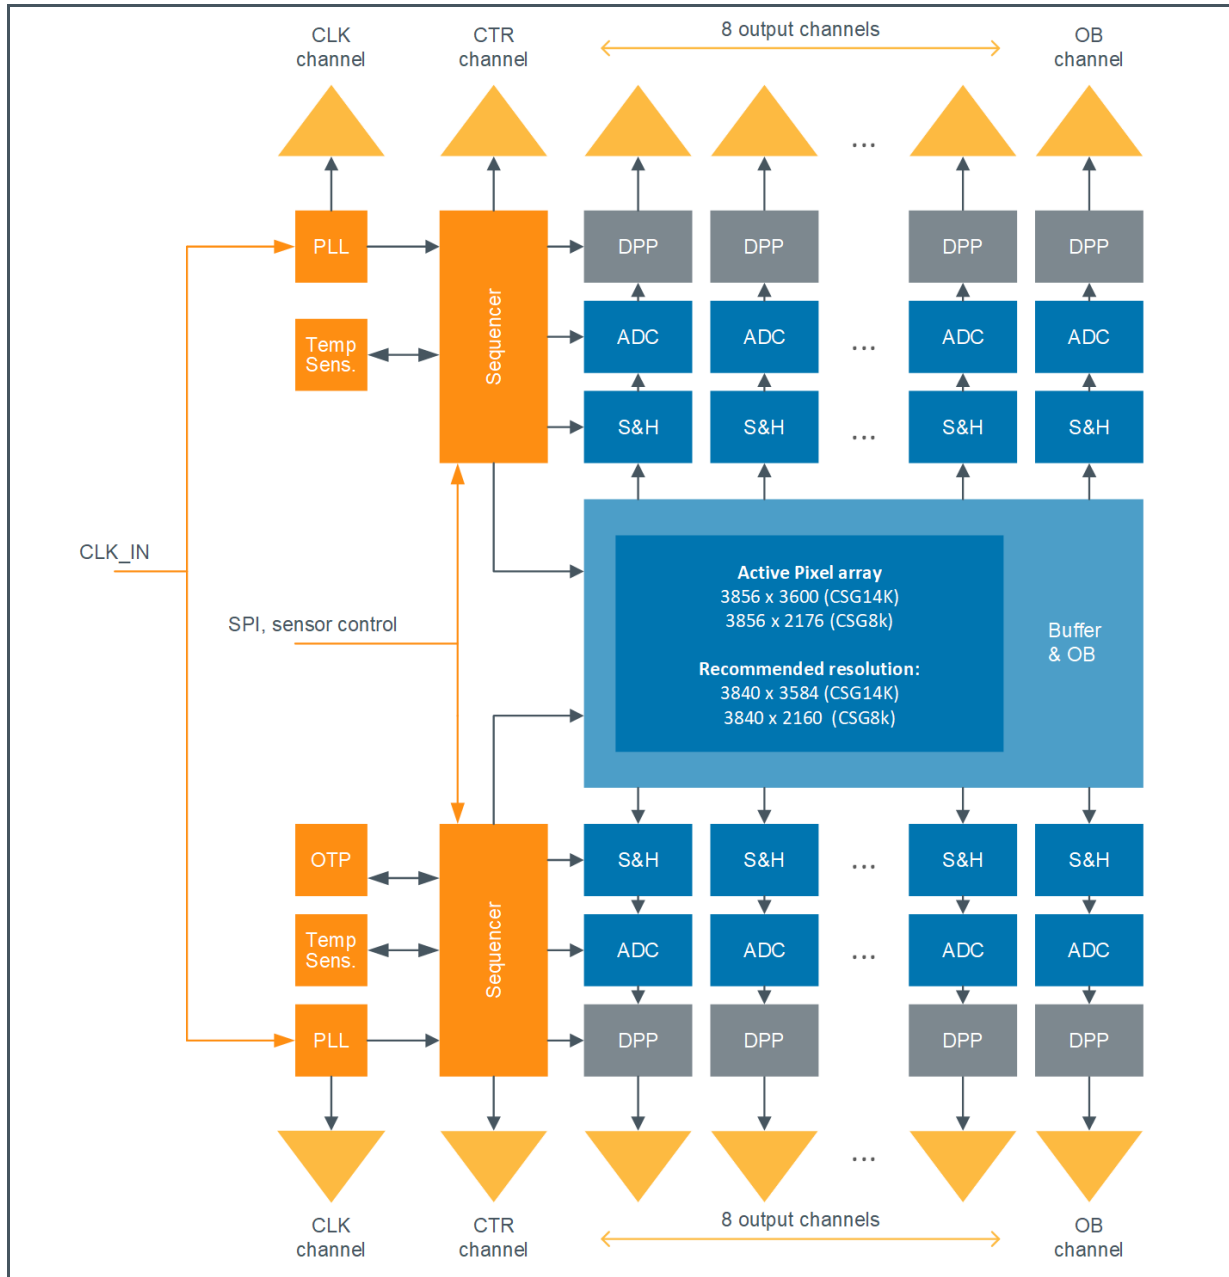 CLK
channel
CTR
channel
8 output channels
OB
channel
...
PLL
Sequencer
DPP
DPP
DPP
DPP
Temp
Sens.
ADC
ADC
...
ADC
ADC
S&H
S&H
...
S&H
S&H
CLK_IN
SPI, sensor control
Active Pixel array
3856 x 3600 (CSG14K)
3856 x 2176 (CSG8k)
Recommended resolution:
3840 x 3584 (CSG14K)
3840 x 2160 (CSG8k)
Buffer
& OB
OTP
Sequencer
S&H
S&H
...
S&H
S&H
Temp
Sens.
ADC
ADC
...
ADC
ADC
PLL
DPP
DPP
DPP
DPP
...
CLK
channel
CTR
channel
8 output channels
OB
channel